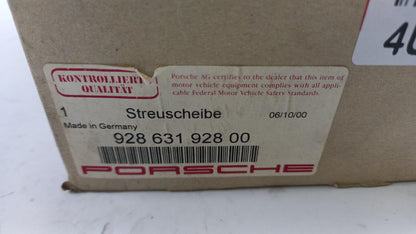 KONTROLLIERTE
QUALITÄT
Porsche AG certifies to the dealer that this item of
motor vehicle equipment complies with all appli-
cable Federal Motor Vehicle Safety Standards.
1 Streuscheibe 06/10/00
Made in Germany
928 631 928 00
PORSCHE
40